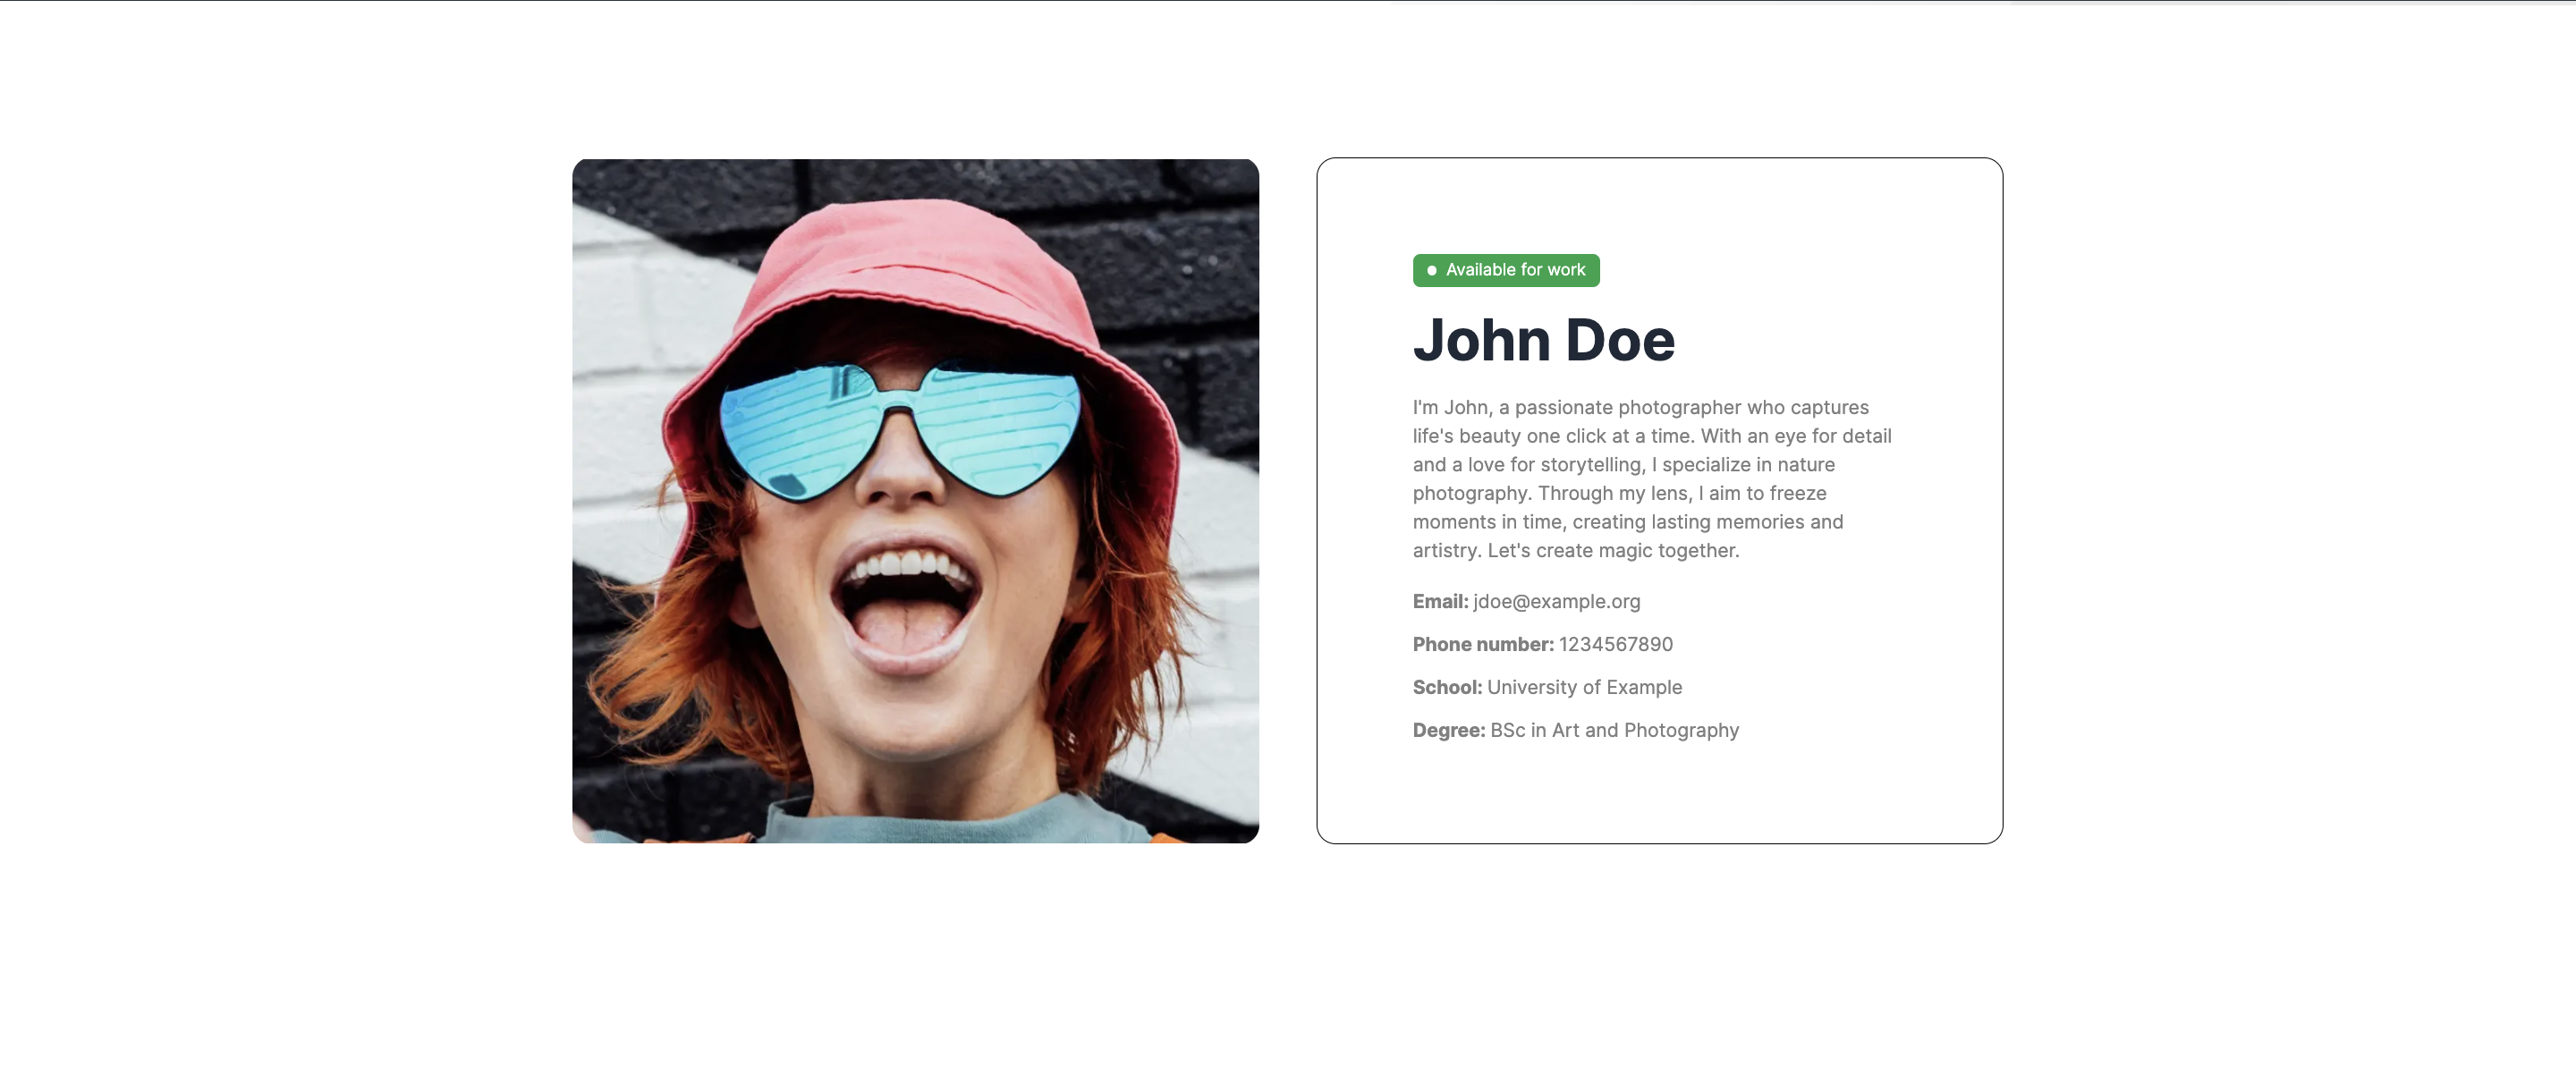 Available for work
John Doe
I'm John, a passionate photographer who captures
life's beauty one click at a time. With an eye for detail
and a love for storytelling, I specialize in nature
photography. Through my lens, I aim to freeze
moments in time, creating lasting memories and
artistry. Let's create magic together.
Email: jdoe@example.org
Phone number: 1234567890
School: University of Example
Degree: BSc in Art and Photography